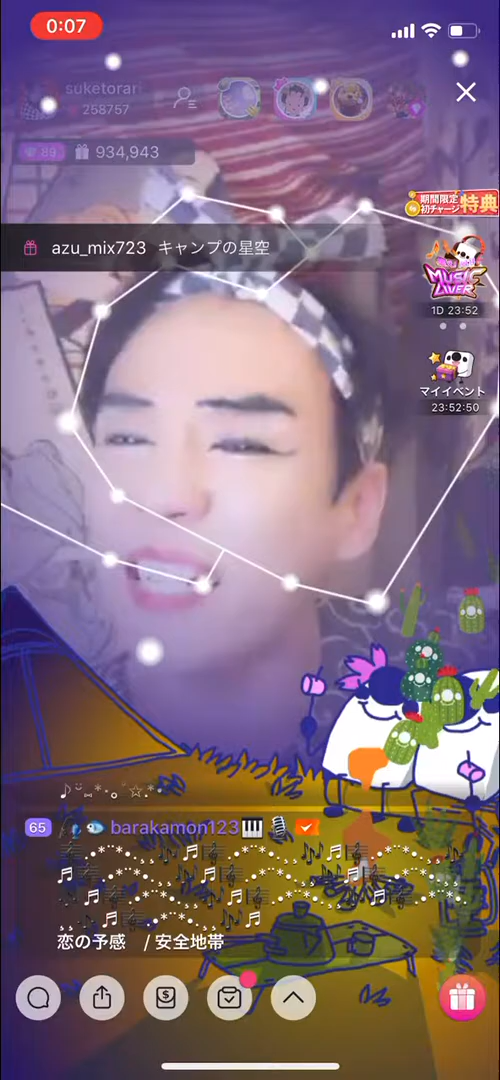 0:07
suketorari
258757
89 934,943
期間限定
初チャージ 特典
azu_mix723 キャンプの星空
MUSIC
LIVER
1D 23:52
マイイベント
23:52:50
65 barakamon123
恋の予感 / 安全地帯